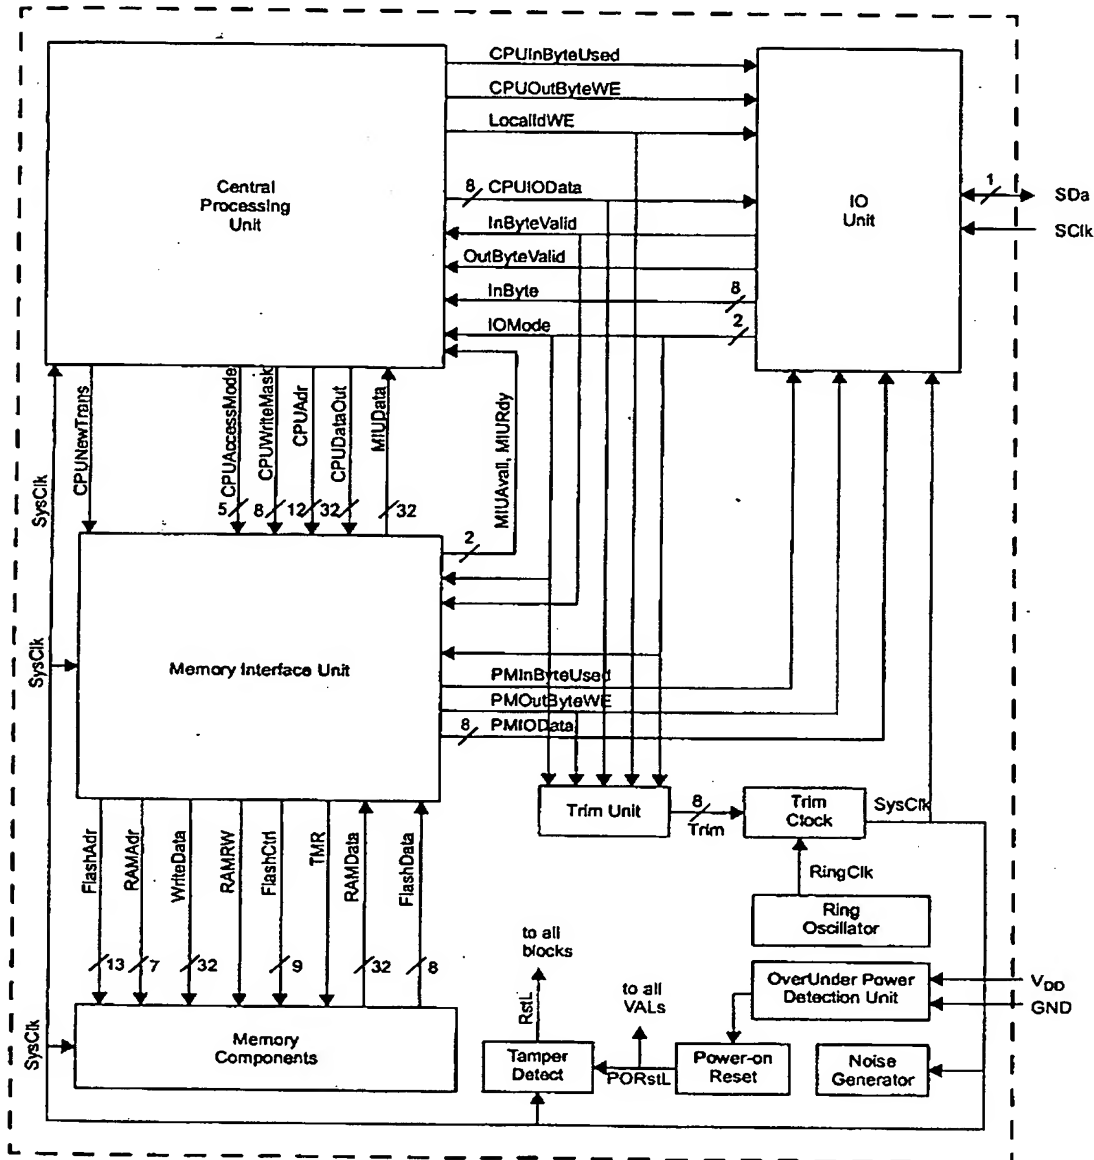 CPUInByteUsed
CPUOutByteWE
LocalIdWE
Central
Processing
Unit
8
CPUIOData
IO
Unit
1
SDa
SClk
InByteValid
OutByteValid
InByte
8
IOMode
2
SysClk
CPUNewTrans
CPUAccessMode
CPUWriteMask
CPUAdr
CPUDataOut
MIUData
MIUAvail, MIURdy
5
8
12
32
32
2
SysClk
Memory Interface Unit
PMInByteUsed
PMOutByteWE
8
PMIOData
Trim Unit
8
Trim
Trim
Clock
SysClk
FlashAdr
RAMAdr
WriteData
RAMRW
FlashCtrl
TMR
RAMData
FlashData
RingClk
Ring
Oscillator
13
7
32
9
32
8
to all
blocks
to all
VALs
RstL
OverUnder Power
Detection Unit
VDD
GND
SysClk
Memory
Components
Tamper
Detect
PORstL
Power-on
Reset
Noise
Generator